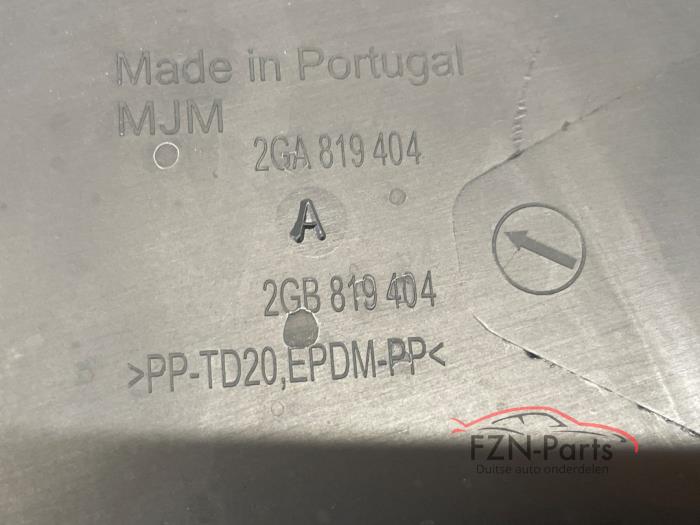 Made in Portugal
MJM
2GA 819 404
A
2GB 819 404
>PP-TD20,EPDM-PP<
FZN-Parts
Duitse auto onderdelen